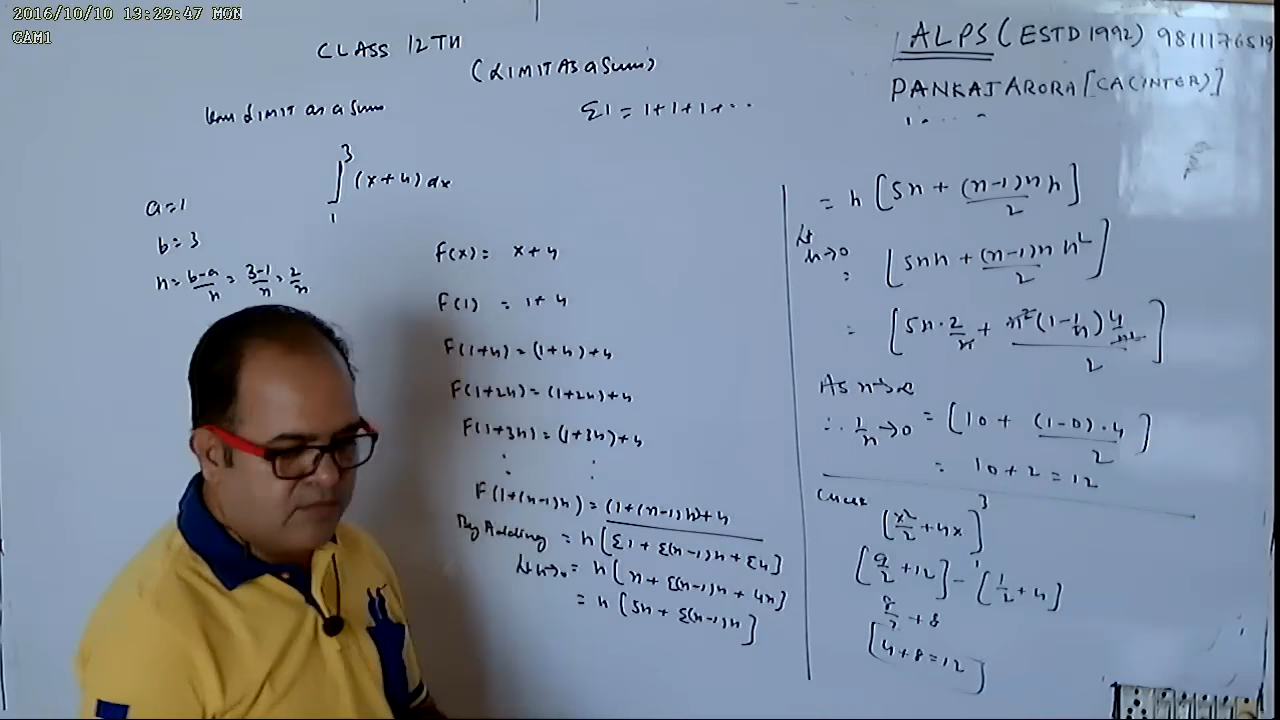 2016/10/10 13:29:47 MON
CAM1
CLASS 12TH
(LIMIT AS a Sum)
LIMIT as a Sum
Σ1 = 1+1+1+...
ALPS (ESTD 1992) 9811176519
PANKAJ ARORA [CA(INTER)]
∫₁³ (x+4) dx
a=1
b=3
h = b-a/n = 3-1/n = 2/n
F(x) = x+4
F(1) = 1+4
F(1+h) = (1+h)+4
F(1+2h) = (1+2h)+4
F(1+3h) = (1+3h)+4
: :
F(1+(n-1)h) = (1+(n-1)h)+4
By Adding = h[Σ1 + Σ(n-1)h + Σ4]
Lt h→0 = h[n + Σ(n-1)h + 4n]
= h[5n + Σ(n-1)h]
= h[5n + (n-1)n h/2]
Lt h→0 = [5nh + (n-1)n h²/2]
= [5n·2/n + n²(1-1/n) 4/n²/2]
As n→∞
∴ 1/n→0 = [10 + (1-0)·4/2]
= 10+2 = 12
Check
[x²/2 + 4x]₁³
[9/2 + 12] - [1/2 + 4]
8/2 + 8
[4+8=12]